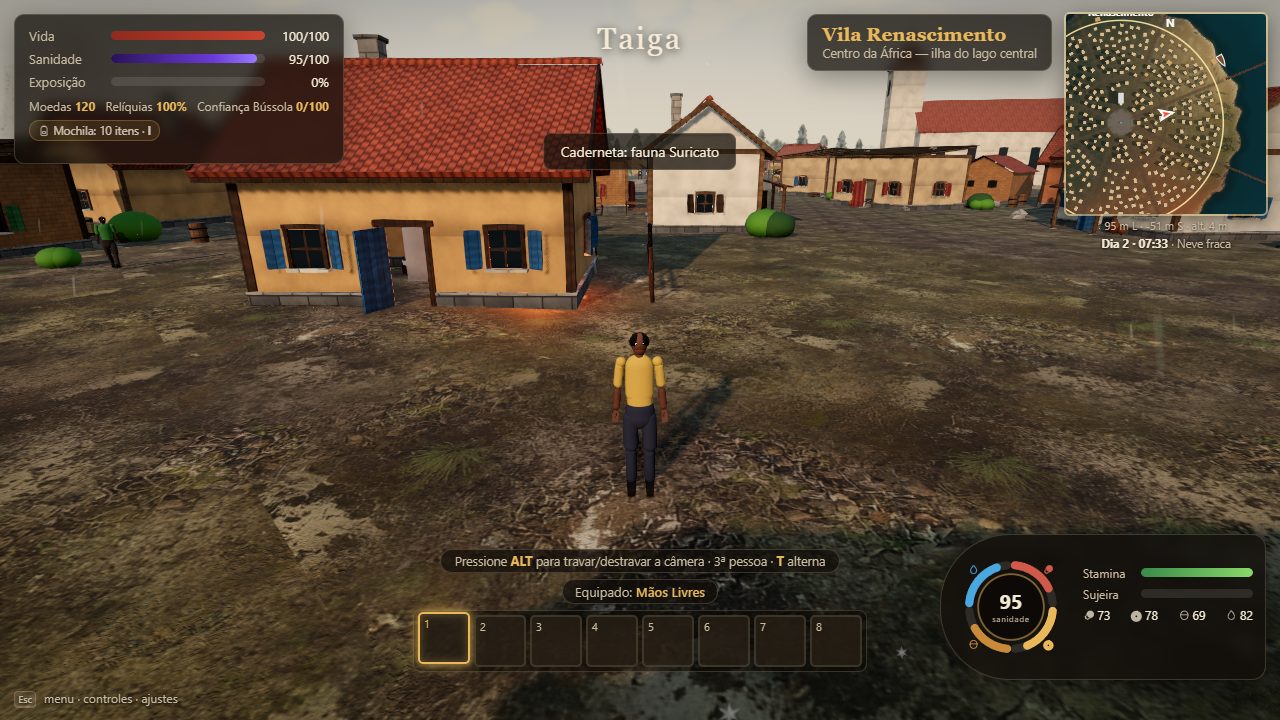 Vida 100/100
Sanidade 95/100
Exposição 0%
Moedas 120 Relíquias 100% Confiança Bússola 0/100
Mochila: 10 itens · I
Taiga
Vila Renascimento
Centro da África — ilha do lago central
Renascimento
N
Caderneta: fauna Suricato
Dia 2 · 07:33 · Neve fraca
Pressione ALT para travar/destravar a câmera · 3ª pessoa · T alterna
Equipado: Mãos Livres
1 2 3 4 5 6 7 8
95
sanidade
Stamina
Sujeira
73 78 69 82
Esc menu · controles · ajustes